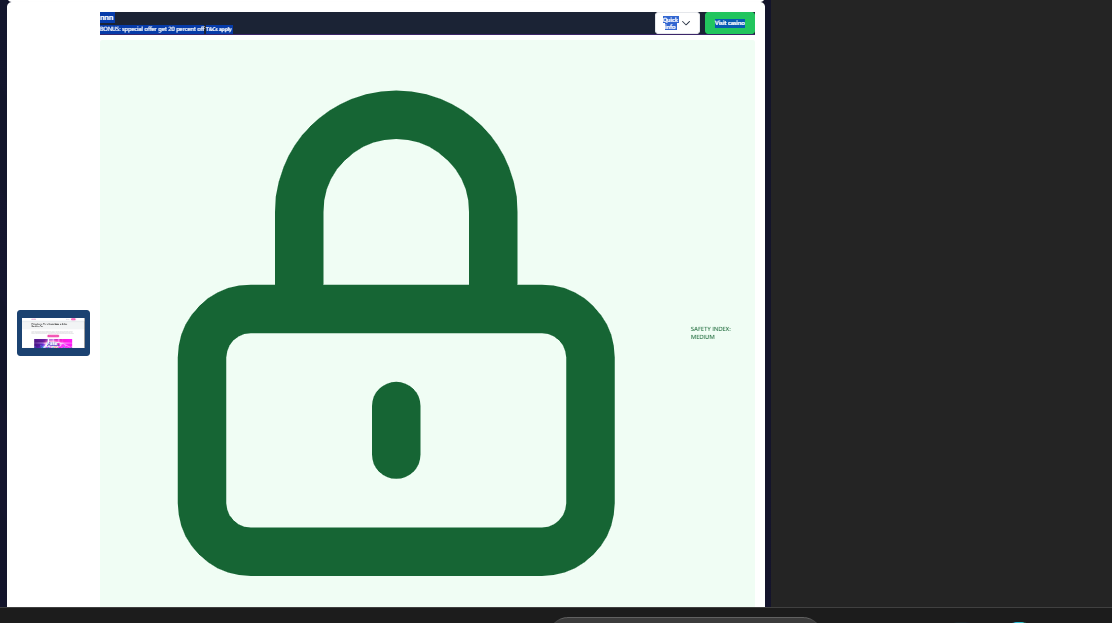 nnn
BONUS: sppecial offer get 20 percent off T&Cs apply
Quick
info
Visit casino
SAFETY INDEX:
MEDIUM